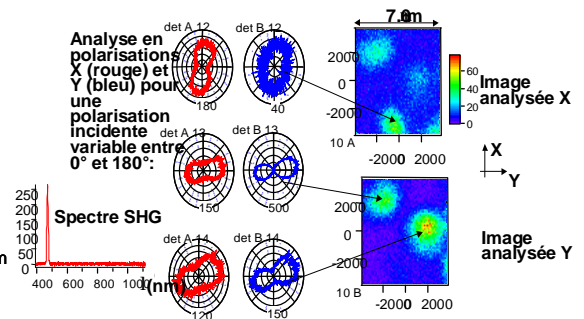 Analyse en
polarisations
X (rouge) et
Y (bleu) pour
une
polarisation
incidente
variable entre
0° et 180°:
det A 12
det B 12
180
40
det A 13
det B 13
150
500
det A 14
det B 14
120
150
250
200
150
100
50
0
400 600 800
(nm)
Spectre SHG
2000
0
-2000
10 A
-2000 0 2000
60
40
20
0
Image
analysée X
X
Y
2000
0
-2000
10 B
-2000 0 2000
Image
analysée Y